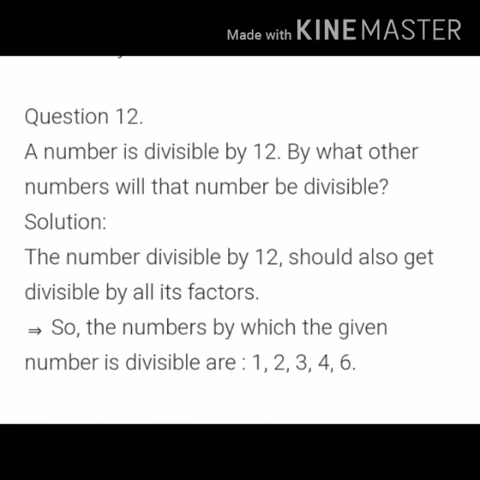 Made with KINEMASTER
Question 12.
A number is divisible by 12. By what other
numbers will that number be divisible?
Solution:
The number divisible by 12, should also get
divisible by all its factors.
⇒ So, the numbers by which the given
number is divisible are : 1, 2, 3, 4, 6.